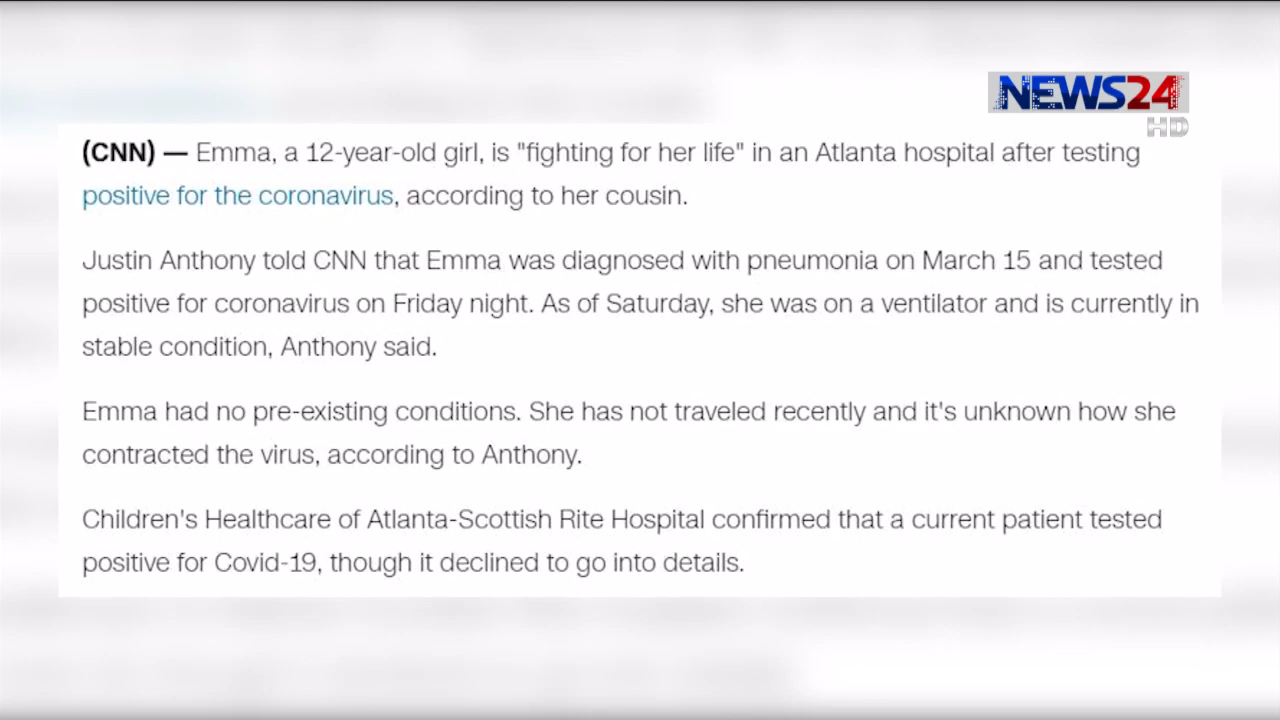 NEWS24
HD
(CNN) — Emma, a 12-year-old girl, is "fighting for her life" in an Atlanta hospital after testing
positive for the coronavirus, according to her cousin.
Justin Anthony told CNN that Emma was diagnosed with pneumonia on March 15 and tested
positive for coronavirus on Friday night. As of Saturday, she was on a ventilator and is currently in
stable condition, Anthony said.
Emma had no pre-existing conditions. She has not traveled recently and it's unknown how she
contracted the virus, according to Anthony.
Children's Healthcare of Atlanta-Scottish Rite Hospital confirmed that a current patient tested
positive for Covid-19, though it declined to go into details.